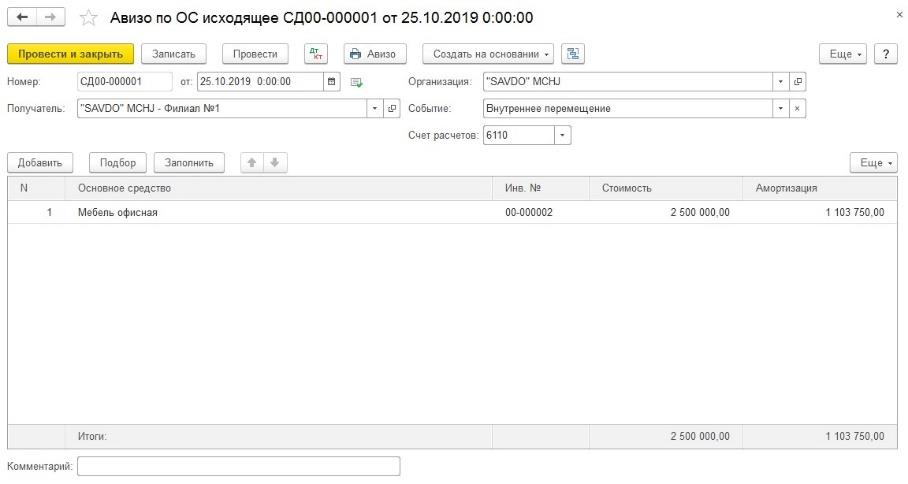 Авизо по ОС исходящее СД00-000001 от 25.10.2019 0:00:00
Провести и закрыть Записать Провести Дт Кт Авизо Создать на основании Еще ?
Номер: СД00-000001 от: 25.10.2019 0:00:00 Организация: "SAVDO" MCHJ
Получатель: "SAVDO" MCHJ - Филиал №1 Событие: Внутреннее перемещение
Счет расчетов: 6110
Добавить Подбор Заполнить Еще
N Основное средство Инв. № Стоимость Амортизация
1 Мебель офисная 00-000002 2 500 000,00 1 103 750,00
Итоги: 2 500 000,00 1 103 750,00
Комментарий: